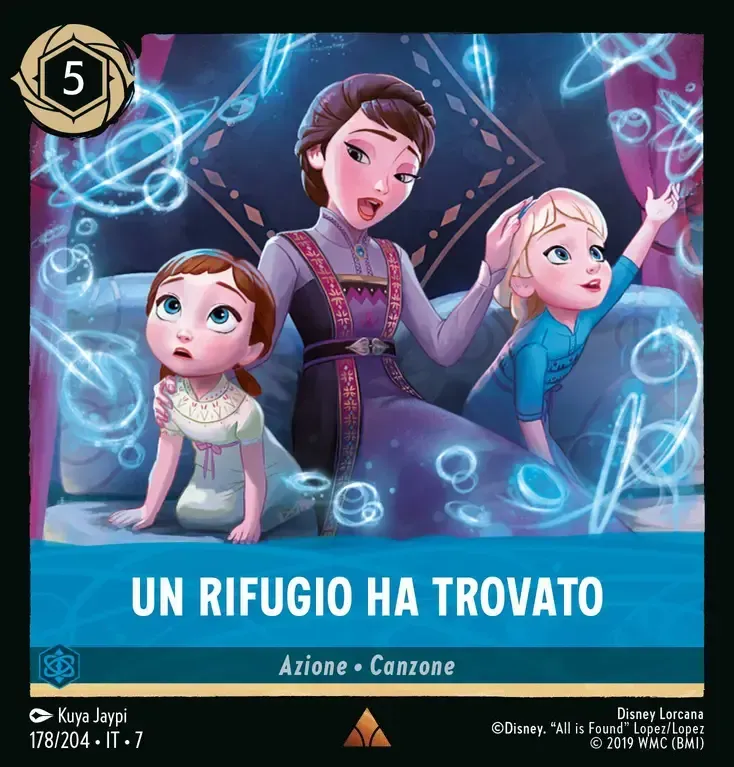 5
UN RIFUGIO HA TROVATO
Azione • Canzone
Kuya Jaypi
178/204 • IT • 7
Disney Lorcana
©Disney. “All is Found” Lopez/Lopez
© 2019 WMC (BMI)